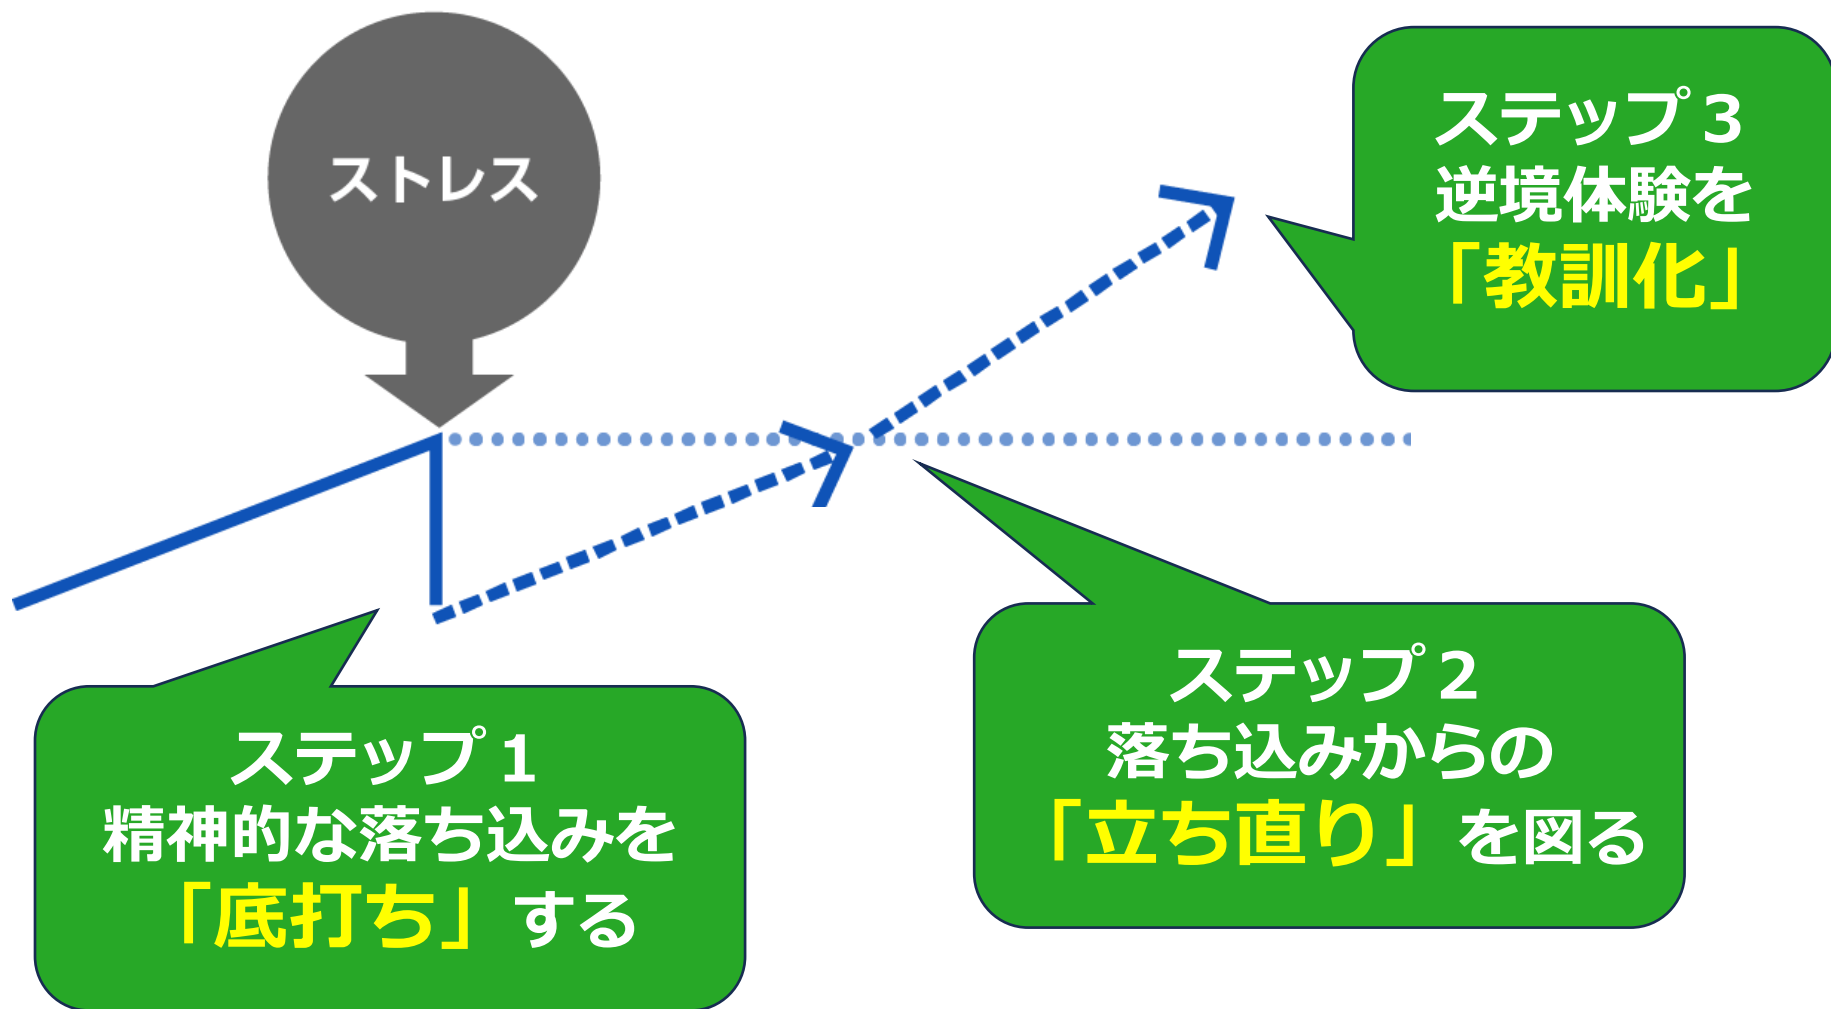 ストレス
ステップ3
逆境体験を
「教訓化」
ステップ2
落ち込みからの
「立ち直り」を図る
ステップ1
精神的な落ち込みを
「底打ち」する